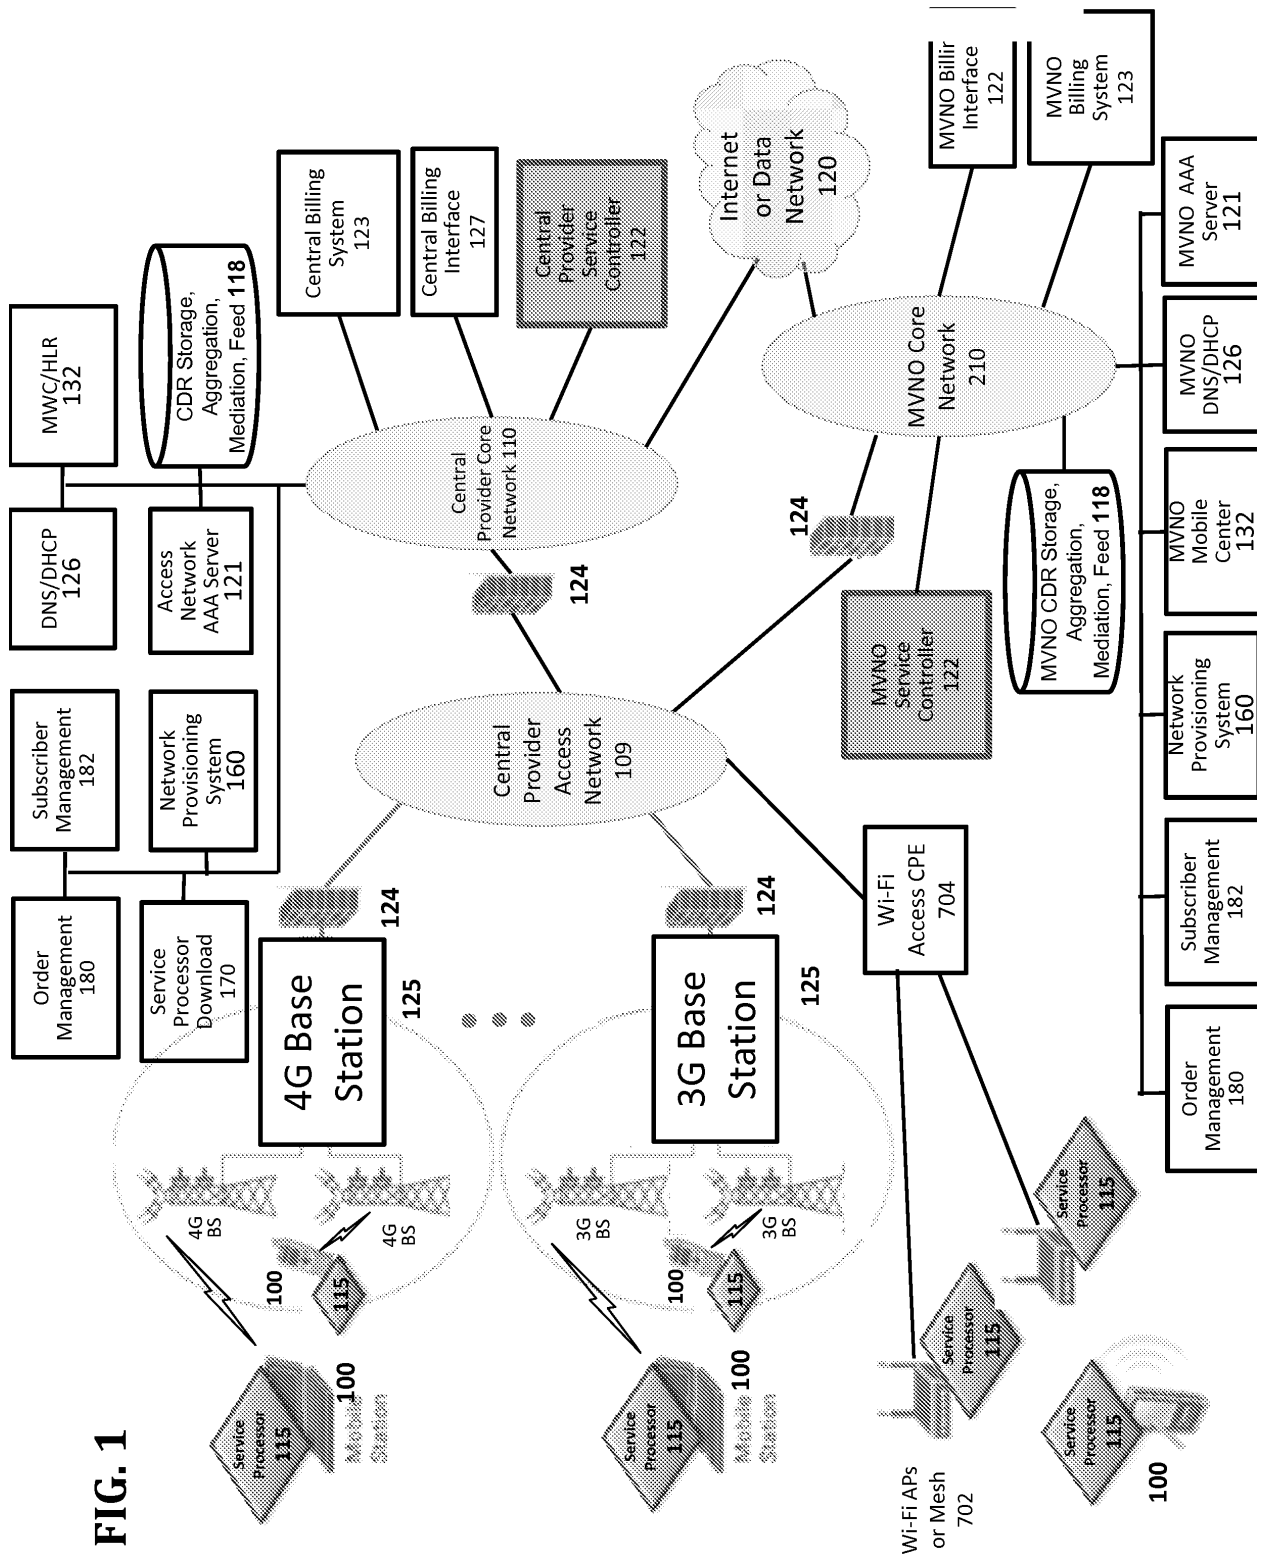 FIG. 1
Order
Management
180
Subscriber
Management
182
DNS/DHCP
126
MWC/HLR
132
Service
Processor
Download
170
Network
Provisioning
System
160
Access
Network
AAA Server
121
CDR Storage,
Aggregation,
Mediation, Feed 118
Central Billing
System
123
Central Billing
Interface
127
Central
Provider
Service
Controller
122
4G Base
Station
125
124
4G
BS
4G
BS
100
115
Service
Processor
115
100
Mobile
Station
Central
Provider
Access
Network
109
124
Central
Provider Core
Network 110
Internet
or Data
Network
120
3G Base
Station
125
124
3G
BS
3G
BS
100
115
Service
Processor
115
100
Mobile
Station
Wi-Fi
Access CPE
704
124
MVNO
Service
Controller
122
MVNO Core
Network
210
MVNO Billin
Interface
122
MVNO
Billing
System
123
MVNO CDR Storage,
Aggregation,
Mediation, Feed 118
Wi-Fi APs
or Mesh
702
Service
Processor
115
Service
Processor
115
Service
Processor
115
100
Order
Management
180
Subscriber
Management
182
Network
Provisioning
System
160
MVNO
Mobile
Center
132
MVNO
DNS/DHCP
126
MVNO AAA
Server
121